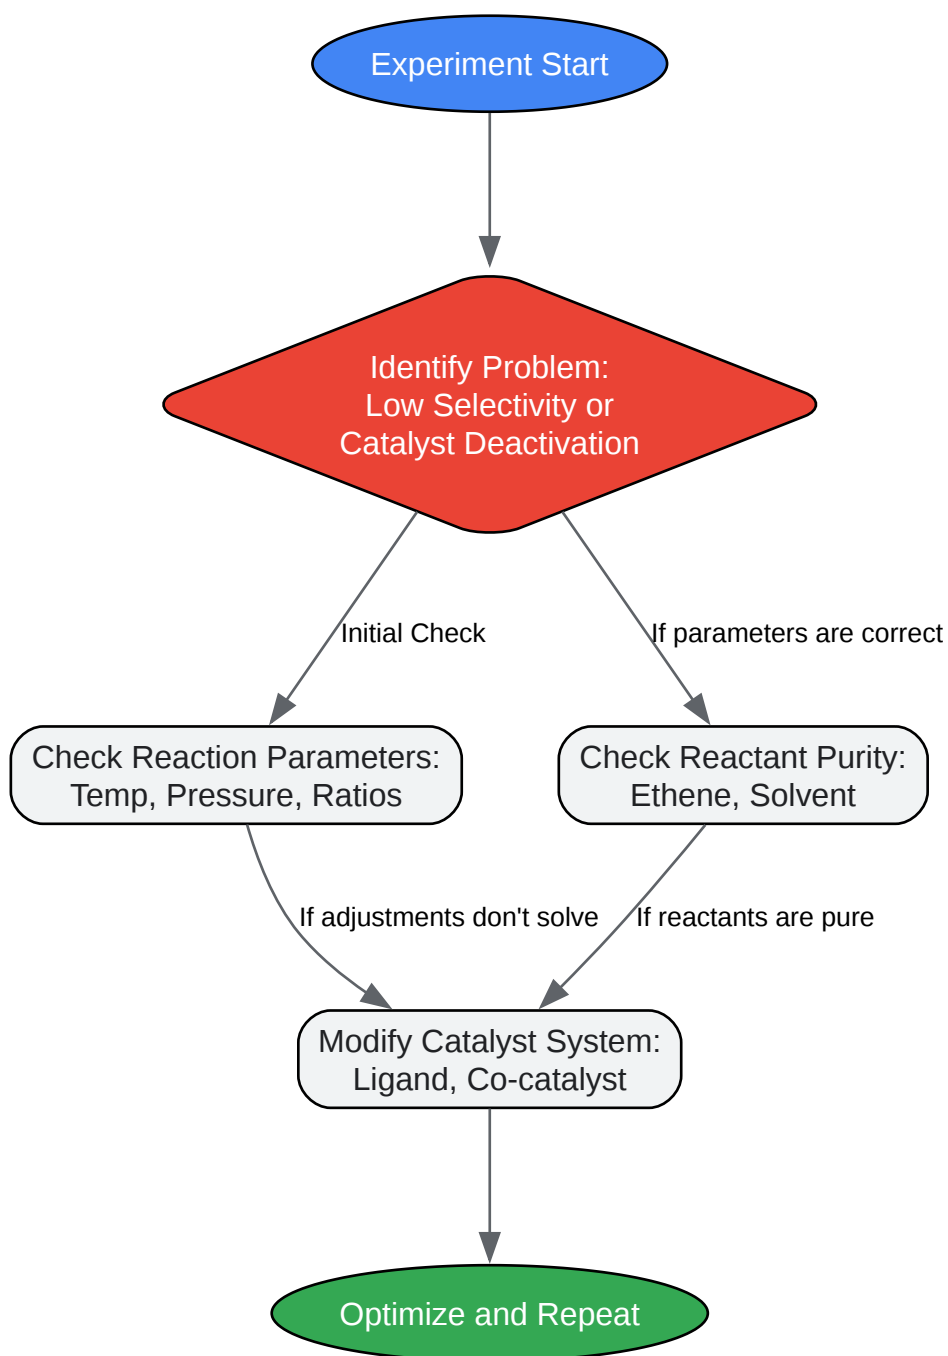 Experiment Start
Identify Problem:
Low Selectivity or
Catalyst Deactivation
Initial Check
If parameters are correct
Check Reaction Parameters:
Temp, Pressure, Ratios
Check Reactant Purity:
Ethene, Solvent
If adjustments don't solve
If reactants are pure
Modify Catalyst System:
Ligand, Co-catalyst
Optimize and Repeat